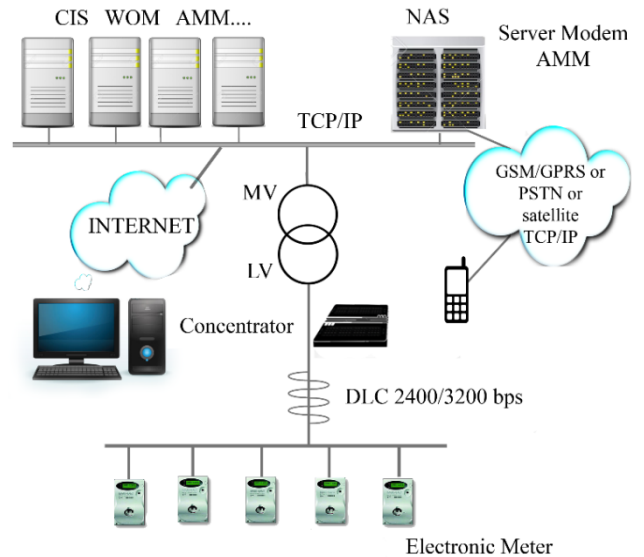 CIS WOM AMM....
NAS
Server Modem
AMM
TCP/IP
GSM/GPRS or
PSTN or
satellite
TCP/IP
MV
INTERNET
LV
Concentrator
DLC 2400/3200 bps
Electronic Meter